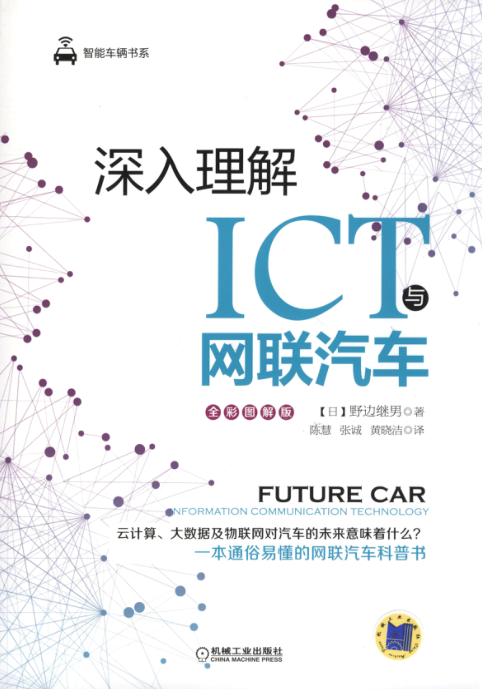 智能车辆书系
深入理解
ICT与
网联汽车
全彩图解版
【日】野边继男◎著
陈慧 张诚 黄晓洁◎译
FUTURE CAR
INFORMATION COMMUNICATION TECHNOLOGY
云计算、大数据及物联网对汽车的未来意味着什么?
一本通俗易懂的网联汽车科普书
机械工业出版社
CHINA MACHINE PRESS